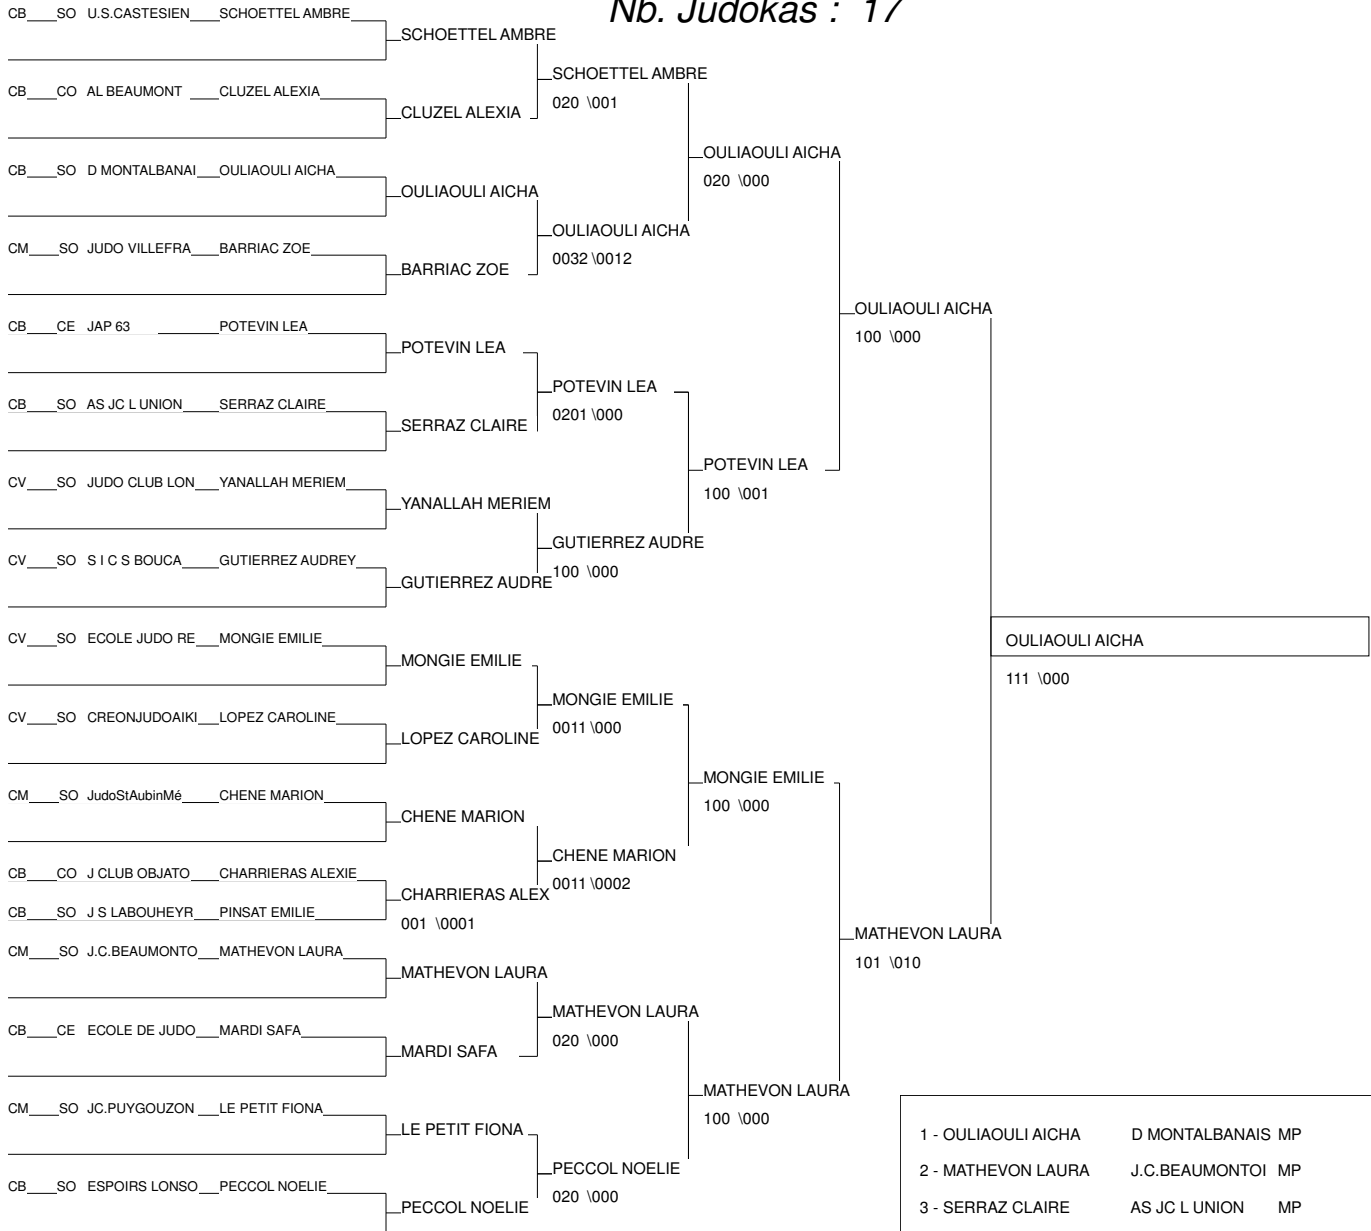 Nb. Judokas : 17
CB SO U.S.CASTESIEN SCHOETTEL AMBRE
SCHOETTEL AMBRE
SCHOETTEL AMBRE
020 \001
CB CO AL BEAUMONT CLUZEL ALEXIA
CLUZEL ALEXIA
OULIAOULI AICHA
020 \000
CB SO D MONTALBANAI OULIAOULI AICHA
OULIAOULI AICHA
OULIAOULI AICHA
0032 \0012
CM SO JUDO VILLEFRA BARRIAC ZOE
BARRIAC ZOE
OULIAOULI AICHA
100 \000
CB CE JAP 63 POTEVIN LEA
POTEVIN LEA
POTEVIN LEA
0201 \000
CB SO AS JC L UNION SERRAZ CLAIRE
SERRAZ CLAIRE
POTEVIN LEA
100 \001
CV SO JUDO CLUB LON YANALLAH MERIEM
YANALLAH MERIEM
GUTIERREZ AUDRE
100 \000
CV SO S I C S BOUCA GUTIERREZ AUDREY
GUTIERREZ AUDRE
OULIAOULI AICHA
111 \000
CV SO ECOLE JUDO RE MONGIE EMILIE
MONGIE EMILIE
MONGIE EMILIE
0011 \000
CV SO CREONJUDOAIKI LOPEZ CAROLINE
LOPEZ CAROLINE
MONGIE EMILIE
100 \000
CM SO JudoStAubinMé CHENE MARION
CHENE MARION
CHENE MARION
0011 \0002
CB CO J CLUB OBJATO CHARRIERAS ALEXIE
CHARRIERAS ALEX
001 \0001
CB SO J S LABOUHEYR PINSAT EMILIE
MATHEVON LAURA
101 \010
CM SO J.C.BEAUMONTO MATHEVON LAURA
MATHEVON LAURA
MATHEVON LAURA
020 \000
CB CE ECOLE DE JUDO MARDI SAFA
MARDI SAFA
MATHEVON LAURA
100 \000
CM SO JC.PUYGOUZON LE PETIT FIONA
LE PETIT FIONA
PECCOL NOELIE
020 \000
CB SO ESPOIRS LONSO PECCOL NOELIE
PECCOL NOELIE
1 - OULIAOULI AICHA D MONTALBANAIS MP
2 - MATHEVON LAURA J.C.BEAUMONTOI MP
3 - SERRAZ CLAIRE AS JC L UNION MP